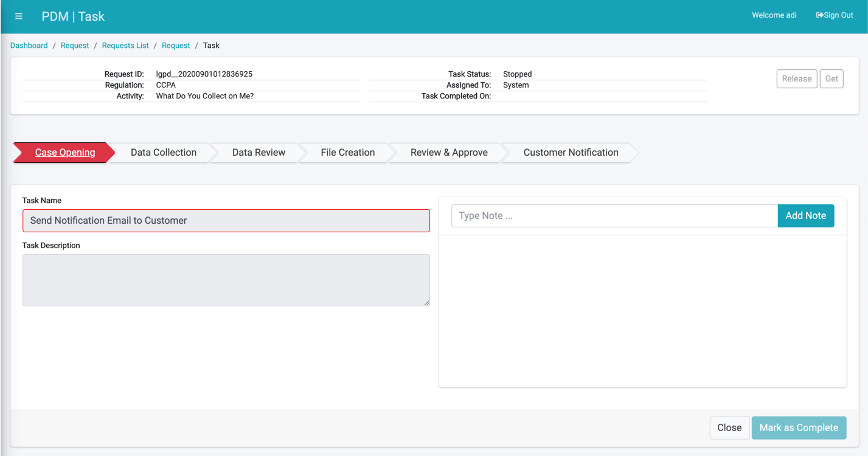 PDM | Task
Welcome adi
Sign Out
Dashboard / Request / Requests List / Request / Task
Request ID: lgpd__20200901012836925
Regulation: CCPA
Activity: What Do You Collect on Me?
Task Status: Stopped
Assigned To: System
Task Completed On:
Release
Get
Case Opening
Data Collection
Data Review
File Creation
Review & Approve
Customer Notification
Task Name
Send Notification Email to Customer
Task Description
Type Note ...
Add Note
Close
Mark as Complete